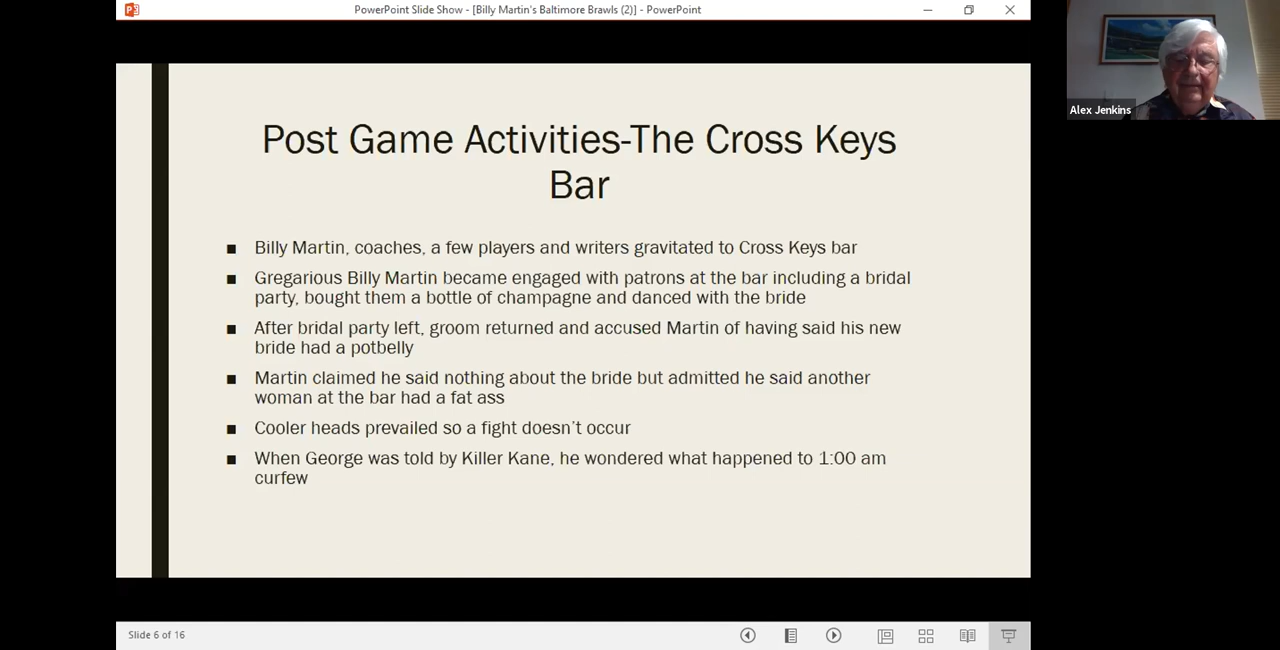 PowerPoint Slide Show - [Billy Martin's Baltimore Brawls (2)] - PowerPoint
Alex Jenkins
Post Game Activities-The Cross Keys
Bar
■ Billy Martin, coaches, a few players and writers gravitated to Cross Keys bar
■ Gregarious Billy Martin became engaged with patrons at the bar including a bridal
party, bought them a bottle of champagne and danced with the bride
■ After bridal party left, groom returned and accused Martin of having said his new
bride had a potbelly
■ Martin claimed he said nothing about the bride but admitted he said another
woman at the bar had a fat ass
■ Cooler heads prevailed so a fight doesn't occur
■ When George was told by Killer Kane, he wondered what happened to 1:00 am
curfew
Slide 6 of 16